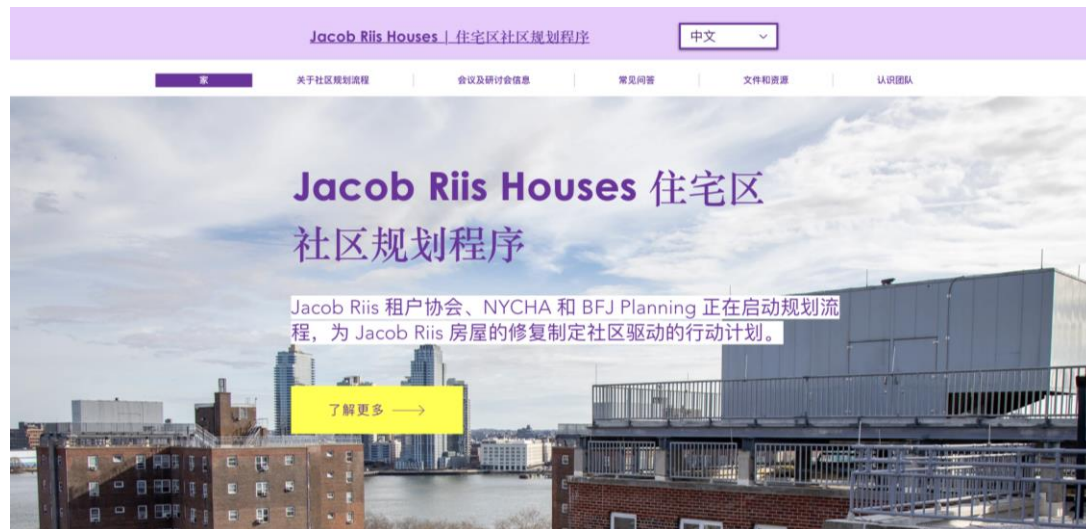 Jacob Riis Houses | 住宅区社区规划程序
中文
家
关于社区规划流程
会议及研讨会信息
常见问答
文件和资源
认识团队
Jacob Riis Houses 住宅区
社区规划程序
Jacob Riis 租户协会、NYCHA 和 BFJ Planning 正在启动规划流
程，为 Jacob Riis 房屋的修复制定社区驱动的行动计划。
了解更多